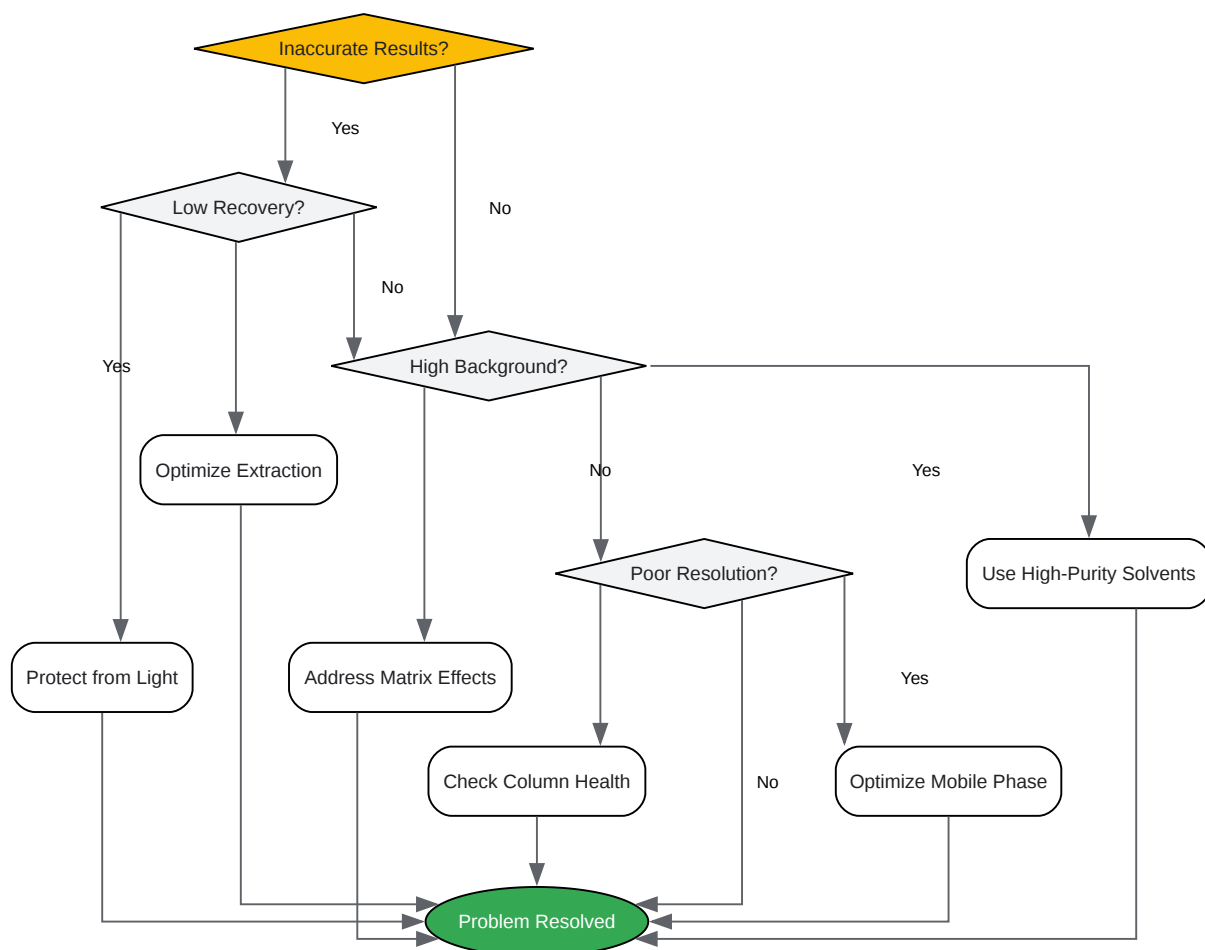 Inaccurate Results?
Yes
Low Recovery?
No
No
High Background?
Yes
Optimize Extraction
No
Yes
Poor Resolution?
Use High-Purity Solvents
Protect from Light
Address Matrix Effects
Yes
Check Column Health
No
Optimize Mobile Phase
Problem Resolved